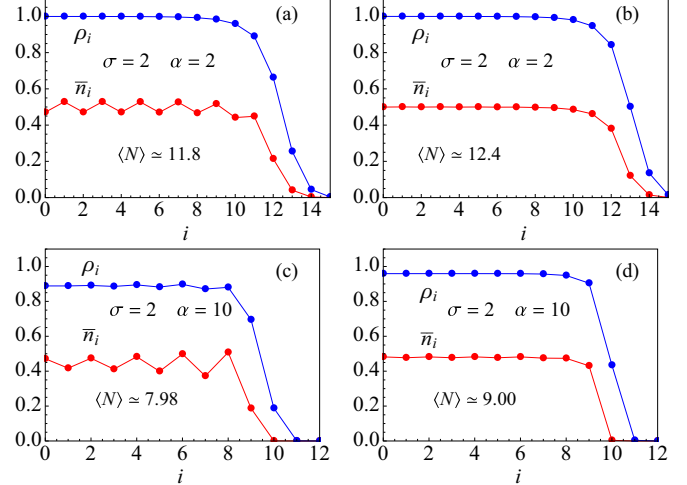 (a)
1.0
0.8
0.6
0.4
0.2
0.0
ρi
σ = 2 α = 2
n̅i
⟨N⟩ ≃ 11.8
0 2 4 6 8 10 12 14
i
(b)
1.0
0.8
0.6
0.4
0.2
0.0
ρi
σ = 2 α = 2
n̅i
⟨N⟩ ≃ 12.4
0 2 4 6 8 10 12 14
i
(c)
1.0
0.8
0.6
0.4
0.2
0.0
ρi
σ = 2 α = 10
n̅i
⟨N⟩ ≃ 7.98
0 2 4 6 8 10 12
i
(d)
1.0
0.8
0.6
0.4
0.2
0.0
ρi
σ = 2 α = 10
n̅i
⟨N⟩ ≃ 9.00
0 2 4 6 8 10 12
i